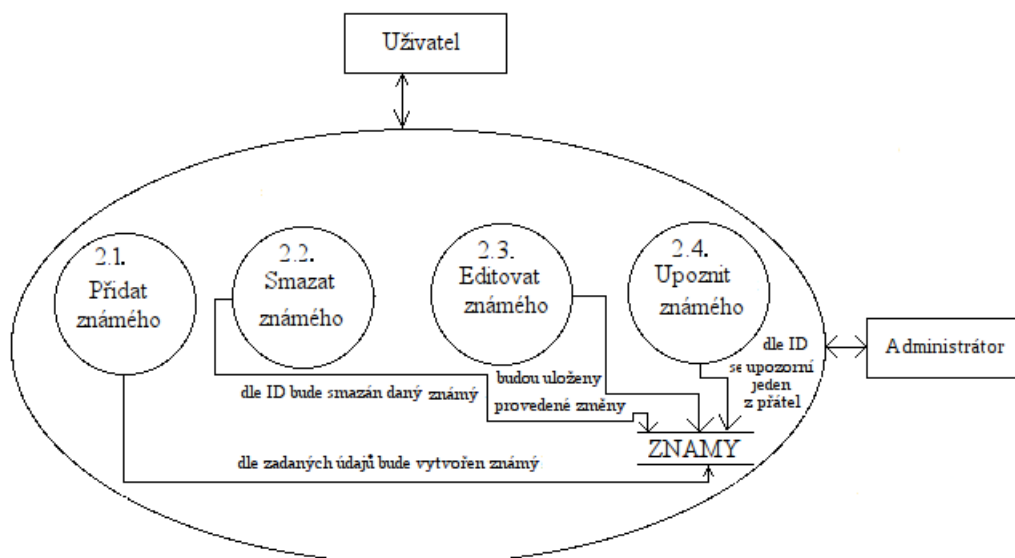 Uživatel
2.1.
Přidat
známého
2.2.
Smazat
známého
2.3.
Editovat
známého
2.4.
Upoznit
známého
dle ID
se upozorní
jeden
z přátel
Administrátor
budou uloženy
dle ID bude smazán daný známý
provedené změny
ZNAMY
dle zadaných údajů bude vytvořen známý